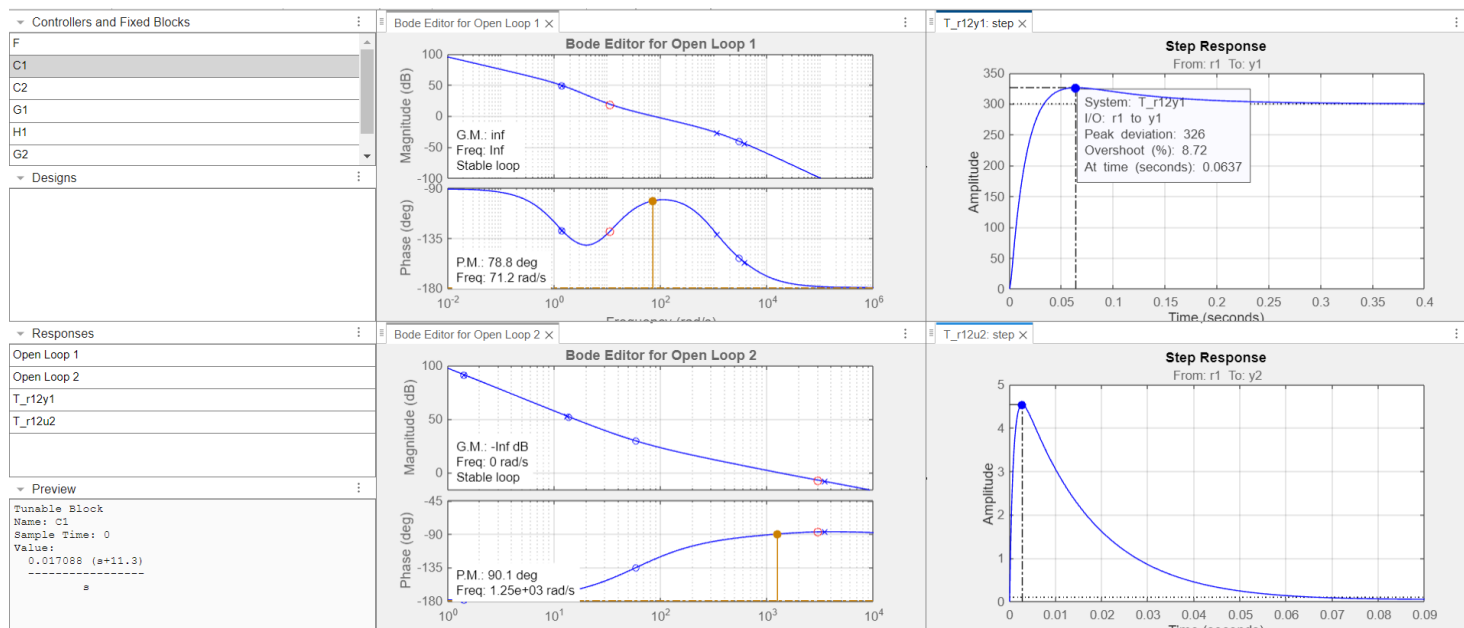 Controllers and Fixed Blocks
F
C1
C2
G1
H1
G2
Designs
Responses
Open Loop 1
Open Loop 2
T_r12y1
T_r12u2
Preview
Tunable Block
Name: C1
Sample Time: 0
Value:
0.017088 (s+11.3)
-----------------
s
Bode Editor for Open Loop 1
Bode Editor for Open Loop 1
Magnitude (dB)
100
50
0
-50
-100
G.M.: inf
Freq: Inf
Stable loop
Phase (deg)
-90
-135
-180
P.M.: 78.8 deg
Freq: 71.2 rad/s
10-2 100 102 104 106
Frequency (rad/s)
Bode Editor for Open Loop 2
Bode Editor for Open Loop 2
Magnitude (dB)
100
50
0
G.M.: -Inf dB
Freq: 0 rad/s
Stable loop
Phase (deg)
-45
-90
-135
-180
P.M.: 90.1 deg
Freq: 1.25e+03 rad/s
100 101 102 103 104
T_r12y1: step
Step Response
From: r1 To: y1
Amplitude
350
300
250
200
150
100
50
0
System: T_r12y1
I/O: r1 to y1
Peak deviation: 326
Overshoot (%): 8.72
At time (seconds): 0.0637
0 0.05 0.1 0.15 0.2 0.25 0.3 0.35 0.4
Time (seconds)
T_r12u2: step
Step Response
From: r1 To: y2
Amplitude
5
4
3
2
1
0
0 0.01 0.02 0.03 0.04 0.05 0.06 0.07 0.08 0.09
Time (seconds)